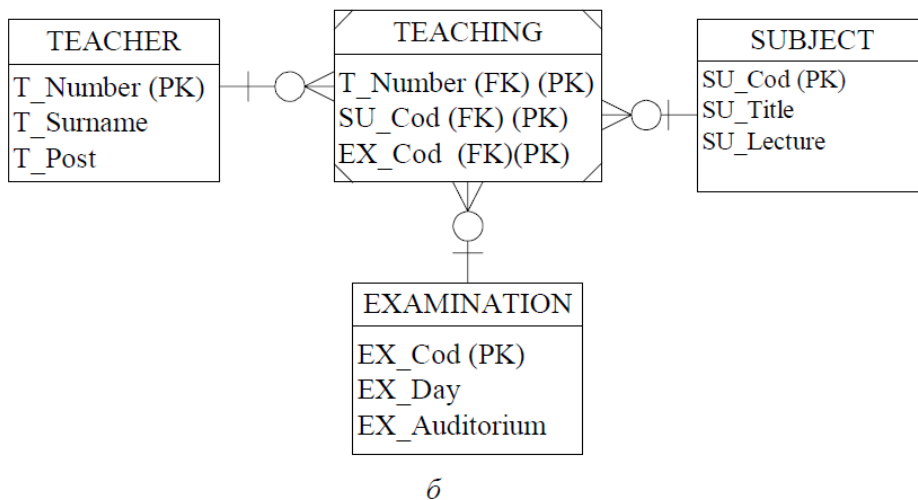 TEACHER
T_Number (PK)
T_Surname
T_Post
TEACHING
T_Number (FK) (PK)
SU_Cod (FK) (PK)
EX_Cod (FK)(PK)
SUBJECT
SU_Cod (PK)
SU_Title
SU_Lecture
EXAMINATION
EX_Cod (PK)
EX_Day
EX_Auditorium
б